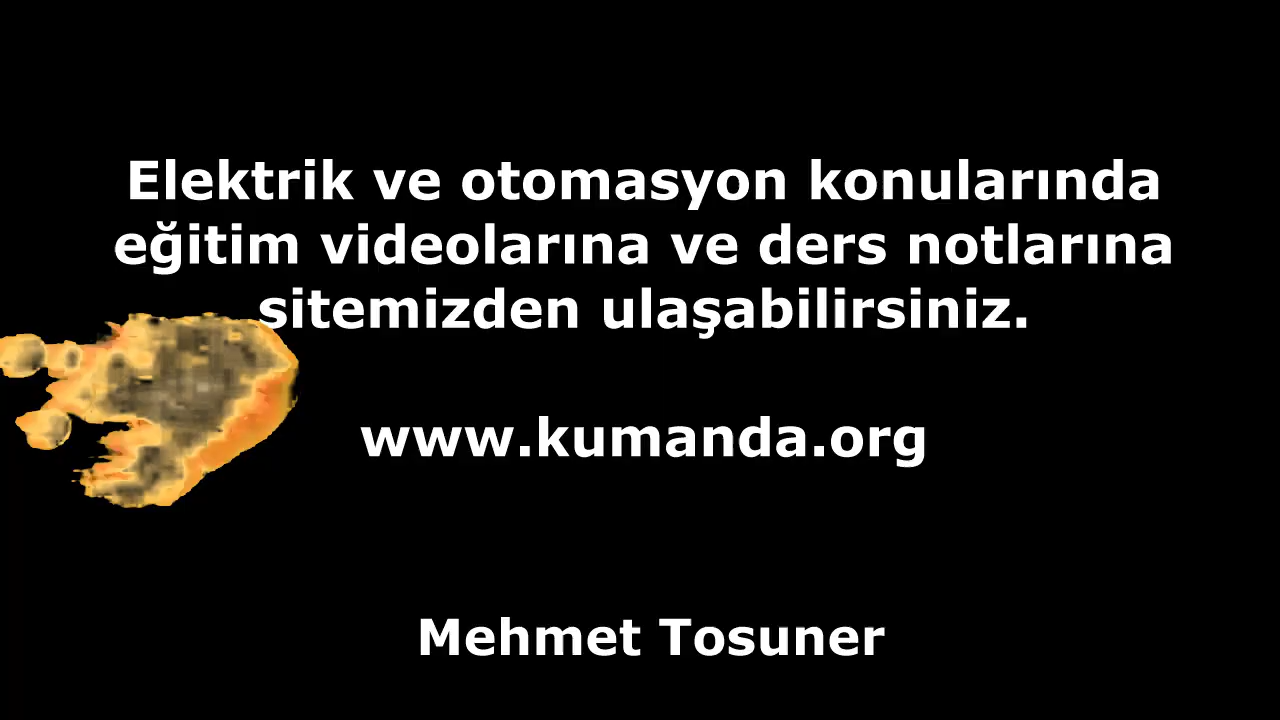 Elektrik ve otomasyon konularında
eğitim videolarına ve ders notlarına
sitemizden ulaşabilirsiniz.
www.kumanda.org
Mehmet Tosuner